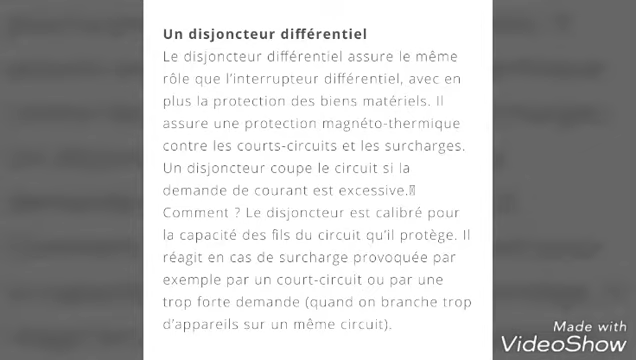 Un disjoncteur différentiel
Le disjoncteur différentiel assure le même
rôle que l’interrupteur différentiel, avec en
plus la protection des biens matériels. Il
assure une protection magnéto-thermique
contre les courts-circuits et les surcharges.
Un disjoncteur coupe le circuit si la
demande de courant est excessive.
Comment ? Le disjoncteur est calibré pour
la capacité des fils du circuit qu’il protège. Il
réagit en cas de surcharge provoquée par
exemple par un court-circuit ou par une
trop forte demande (quand on branche trop
d’appareils sur un même circuit).
Made with
VideoShow